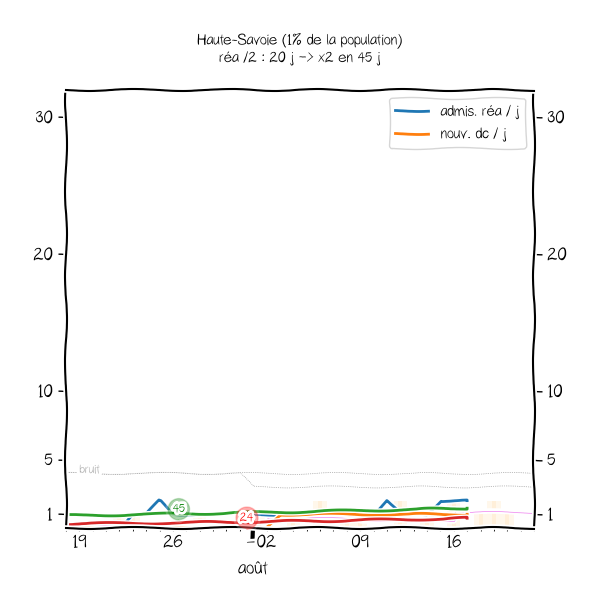 Haute-Savoie (1% de la population)
réa /2 : 20 j -> x2 en 45 j
admis. réa / j
nouv. dc / j
30
30
20
20
10
10
5
5
bruit
45
24
1
1
19
26
02
09
16
août